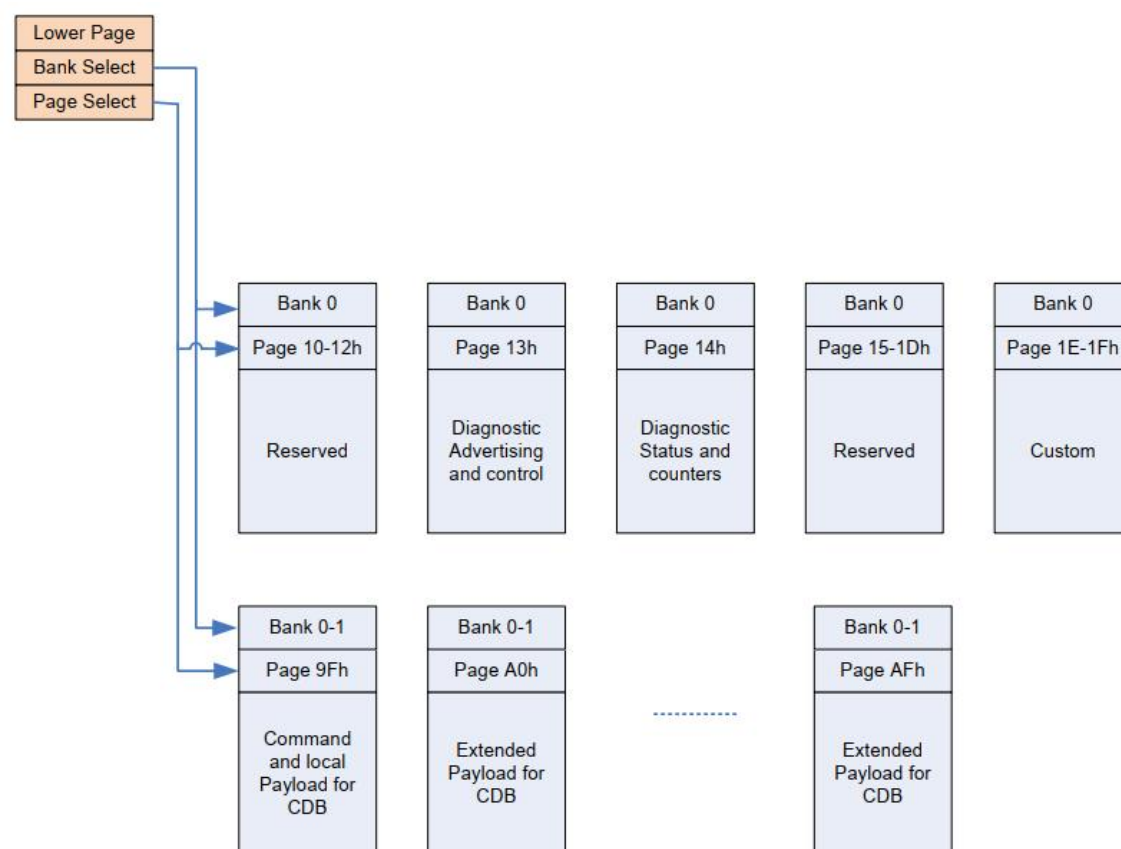 Lower Page
Bank Select
Page Select
Bank 0
Page 10-12h
Reserved
Bank 0
Page 13h
Diagnostic
Advertising
and control
Bank 0
Page 14h
Diagnostic
Status and
counters
Bank 0
Page 15-1Dh
Reserved
Bank 0
Page 1E-1Fh
Custom
Bank 0-1
Page 9Fh
Command
and local
Payload for
CDB
Bank 0-1
Page A0h
Extended
Payload for
CDB
Bank 0-1
Page AFh
Extended
Payload for
CDB